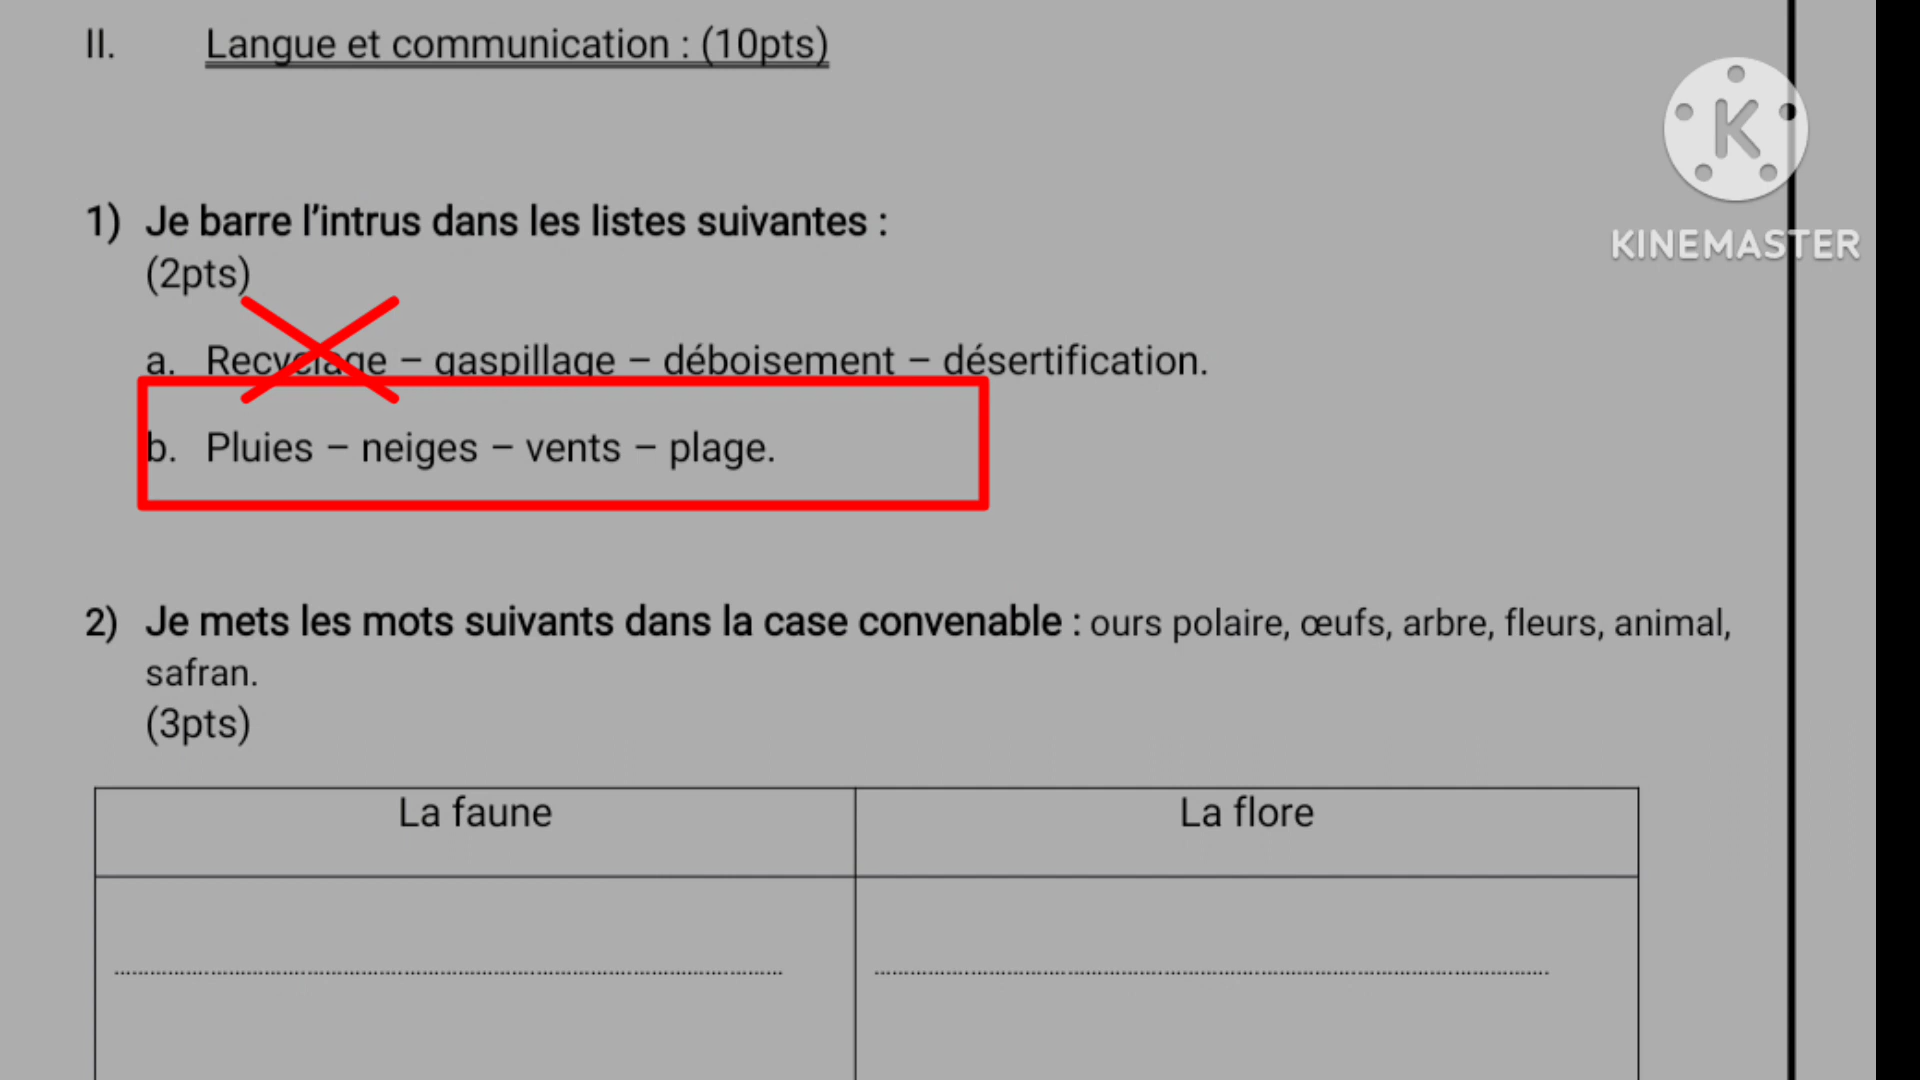 II. Langue et communication : (10pts)
K
KINEMASTER
1) Je barre l’intrus dans les listes suivantes :
(2pts)
a. Recyclage – gaspillage – déboisement – désertification.
b. Pluies – neiges – vents – plage.
2) Je mets les mots suivants dans la case convenable : ours polaire, œufs, arbre, fleurs, animal,
safran.
(3pts)
La faune
La flore